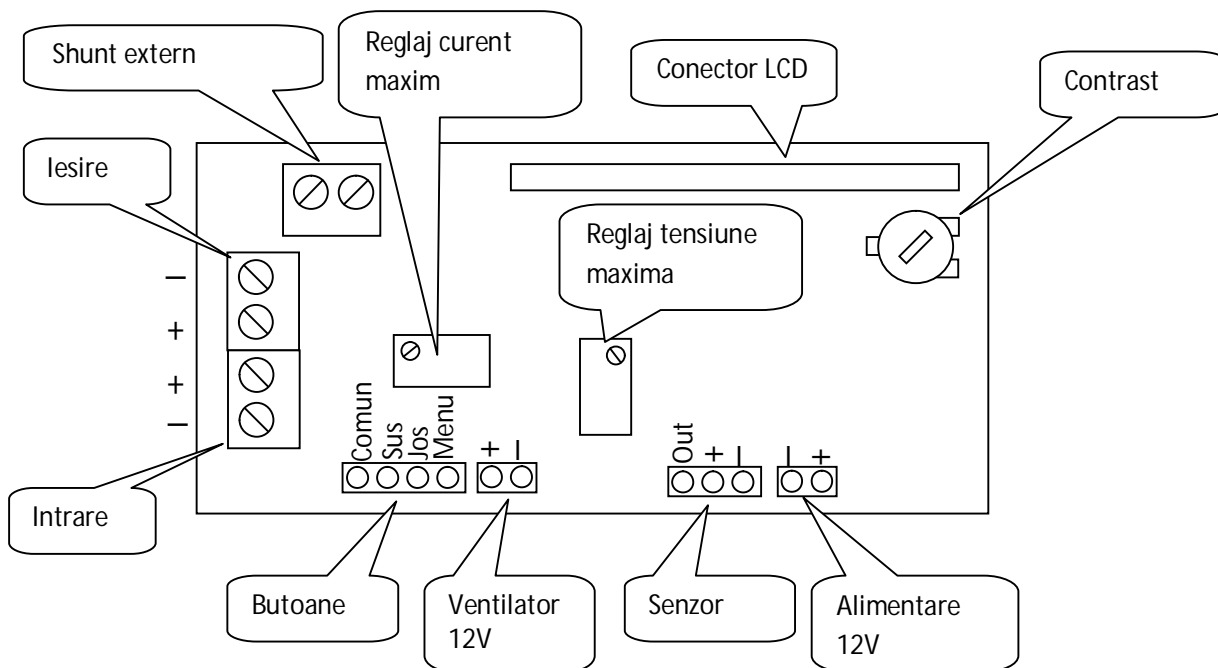 Shunt extern
Reglaj curent
maxim
Conector LCD
Contrast
Iesire
Reglaj tensiune
maxima
−
+
+
−
Comun
Sus
Jos
Menu
+ −
Out
+ −
− +
Intrare
Butoane
Ventilator
12V
Senzor
Alimentare
12V